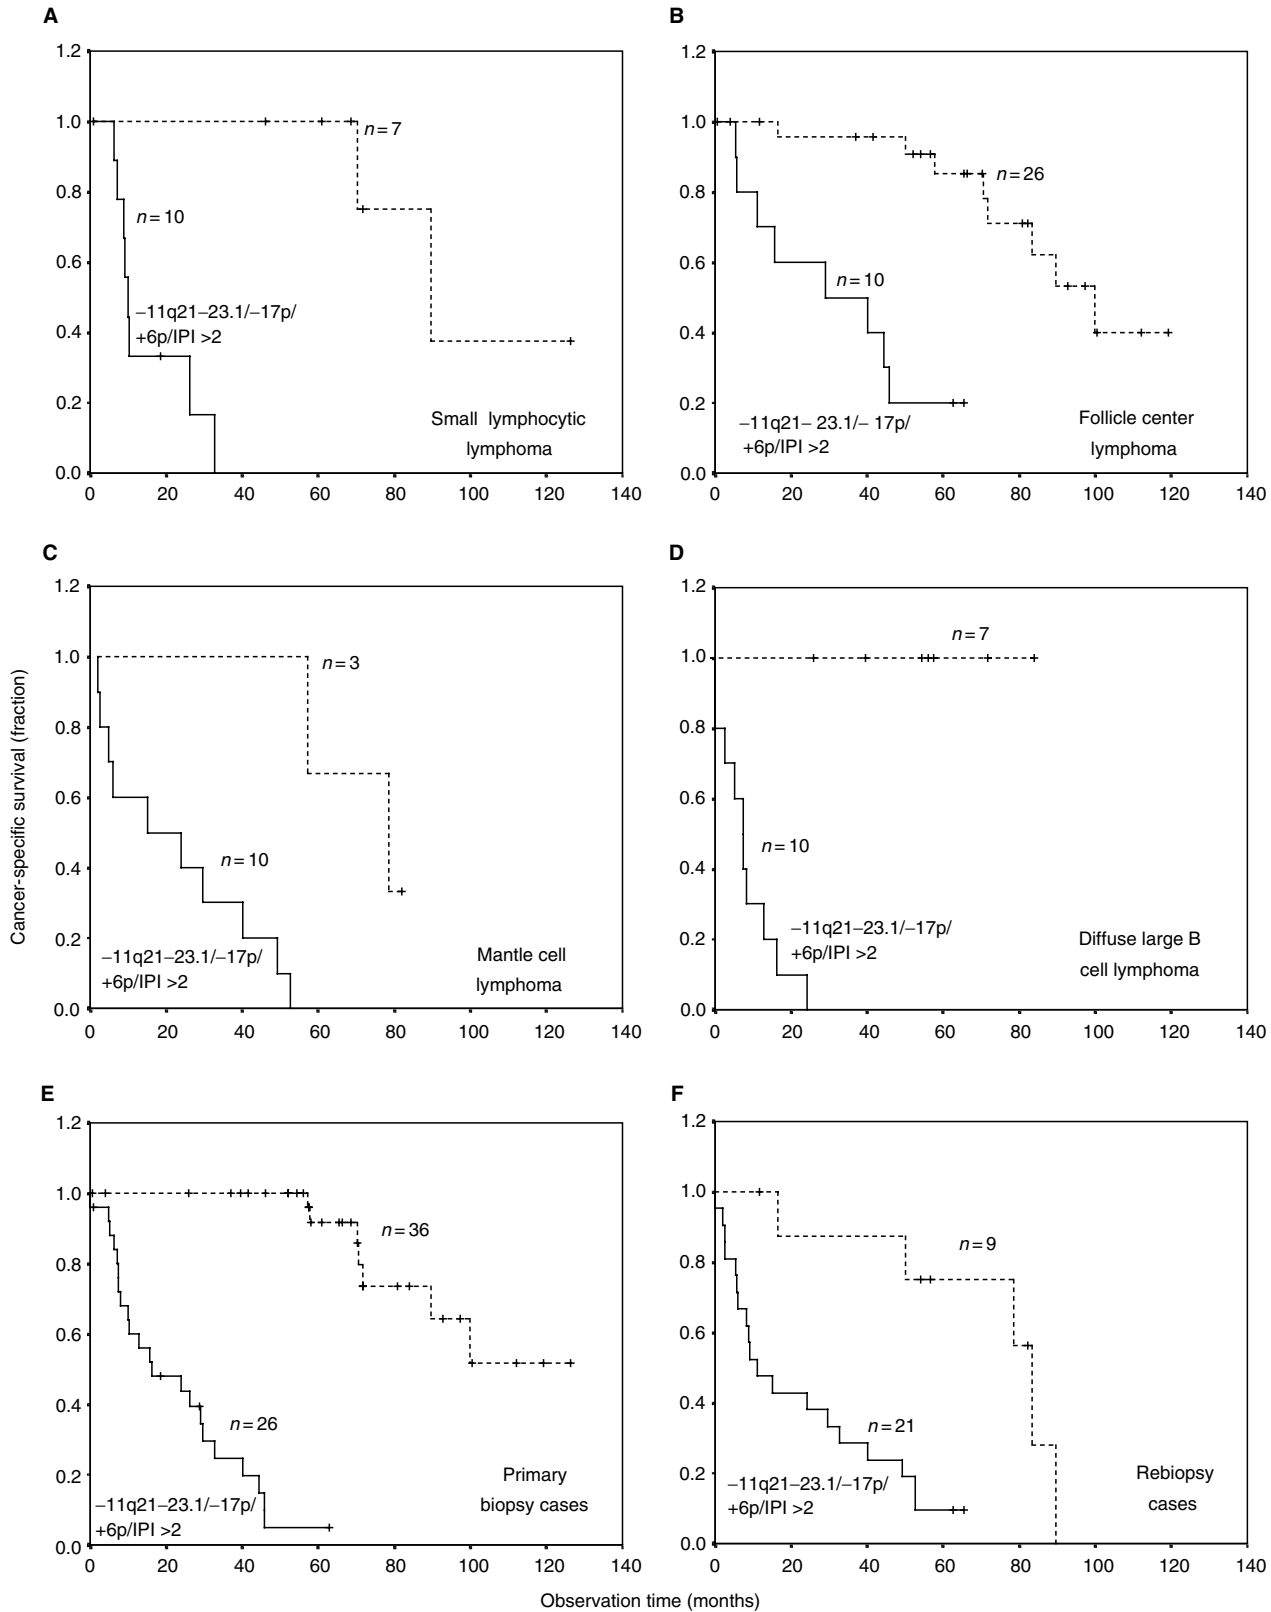 A
1.2
1.0
0.8
0.6
0.4
0.2
0.0
n=7
n=10
−11q21−23.1/−17p/
+6p/IPI >2
Small lymphocytic
lymphoma
0 20 40 60 80 100 120 140
B
1.2
1.0
0.8
0.6
0.4
0.2
0.0
n=26
n=10
−11q21− 23.1/− 17p/
+6p/IPI >2
Follicle center
lymphoma
0 20 40 60 80 100 120 140
Cancer-specific survival (fraction)
C
1.2
1.0
0.8
0.6
0.4
0.2
0.0
n=3
n=10
−11q21−23.1/−17p/
+6p/IPI >2
Mantle cell
lymphoma
0 20 40 60 80 100 120 140
D
1.2
1.0
0.8
0.6
0.4
0.2
0.0
n=7
n=10
−11q21−23.1/−17p/
+6p/IPI >2
Diffuse large B
cell lymphoma
0 20 40 60 80 100 120 140
E
1.2
1.0
0.8
0.6
0.4
0.2
0.0
n=36
n=26
−11q21−23.1/−17p/
+6p/IPI >2
Primary
biopsy cases
0 20 40 60 80 100 120 140
F
1.2
1.0
0.8
0.6
0.4
0.2
0.0
n=9
n=21
−11q21−23.1/−17p/
+6p/IPI >2
Rebiopsy
cases
0 20 40 60 80 100 120 140
Observation time (months)